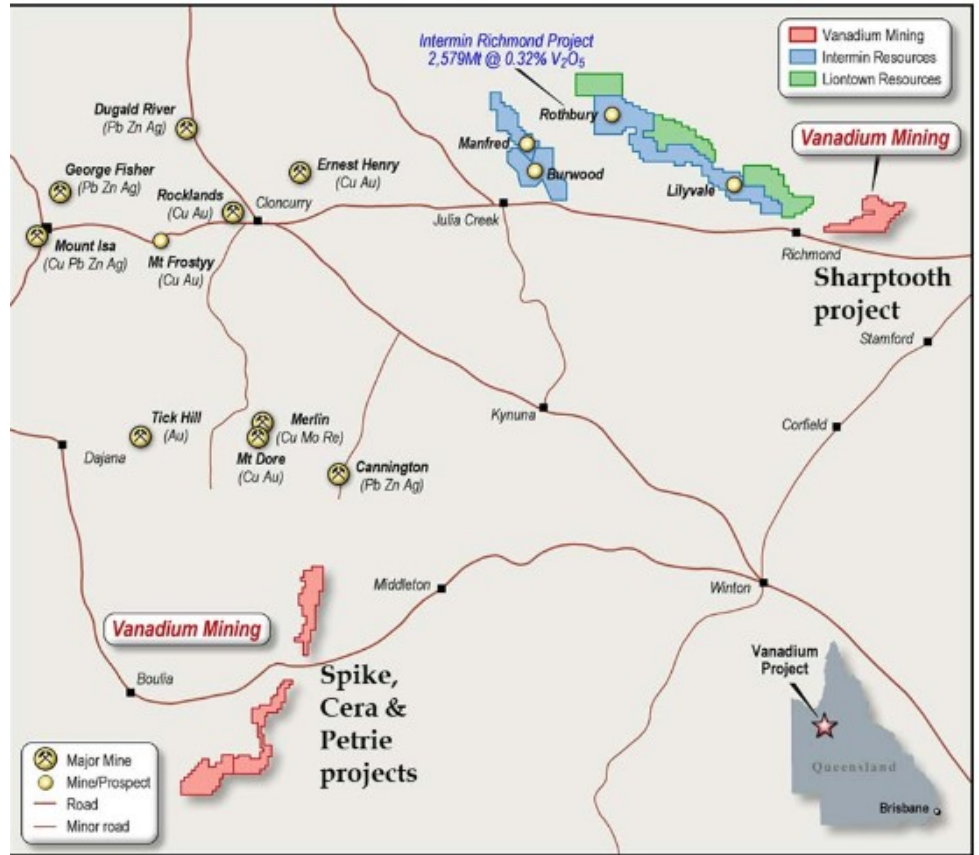 Intermin Richmond Project
2,579Mt @ 0.32% V₂O₅
Vanadium Mining
Intermin Resources
Liontown Resources
Dugald River
(Pb Zn Ag)
George Fisher
(Pb Zn Ag)
Ernest Henry
(Cu Au)
Rocklands
(Cu Au)
Cloncurry
Mount Isa
(Cu Pb Zn Ag)
Mt Frostyy
(Cu Au)
Manfred
Burwood
Rothbury
Lilyvale
Julia Creek
Vanadium Mining
Richmond
Sharptooth
project
Stamford
Corfield
Kynuna
Tick Hill
(Au)
Dajana
Merlin
(Cu Mo Re)
Mt Dore
(Cu Au)
Cannington
(Pb Zn Ag)
Middleton
Winton
Vanadium Mining
Boulia
Spike,
Cera &
Petrie
projects
Vanadium
Project
Queensland
Brisbane
Major Mine
Mine/Prospect
Road
Minor road